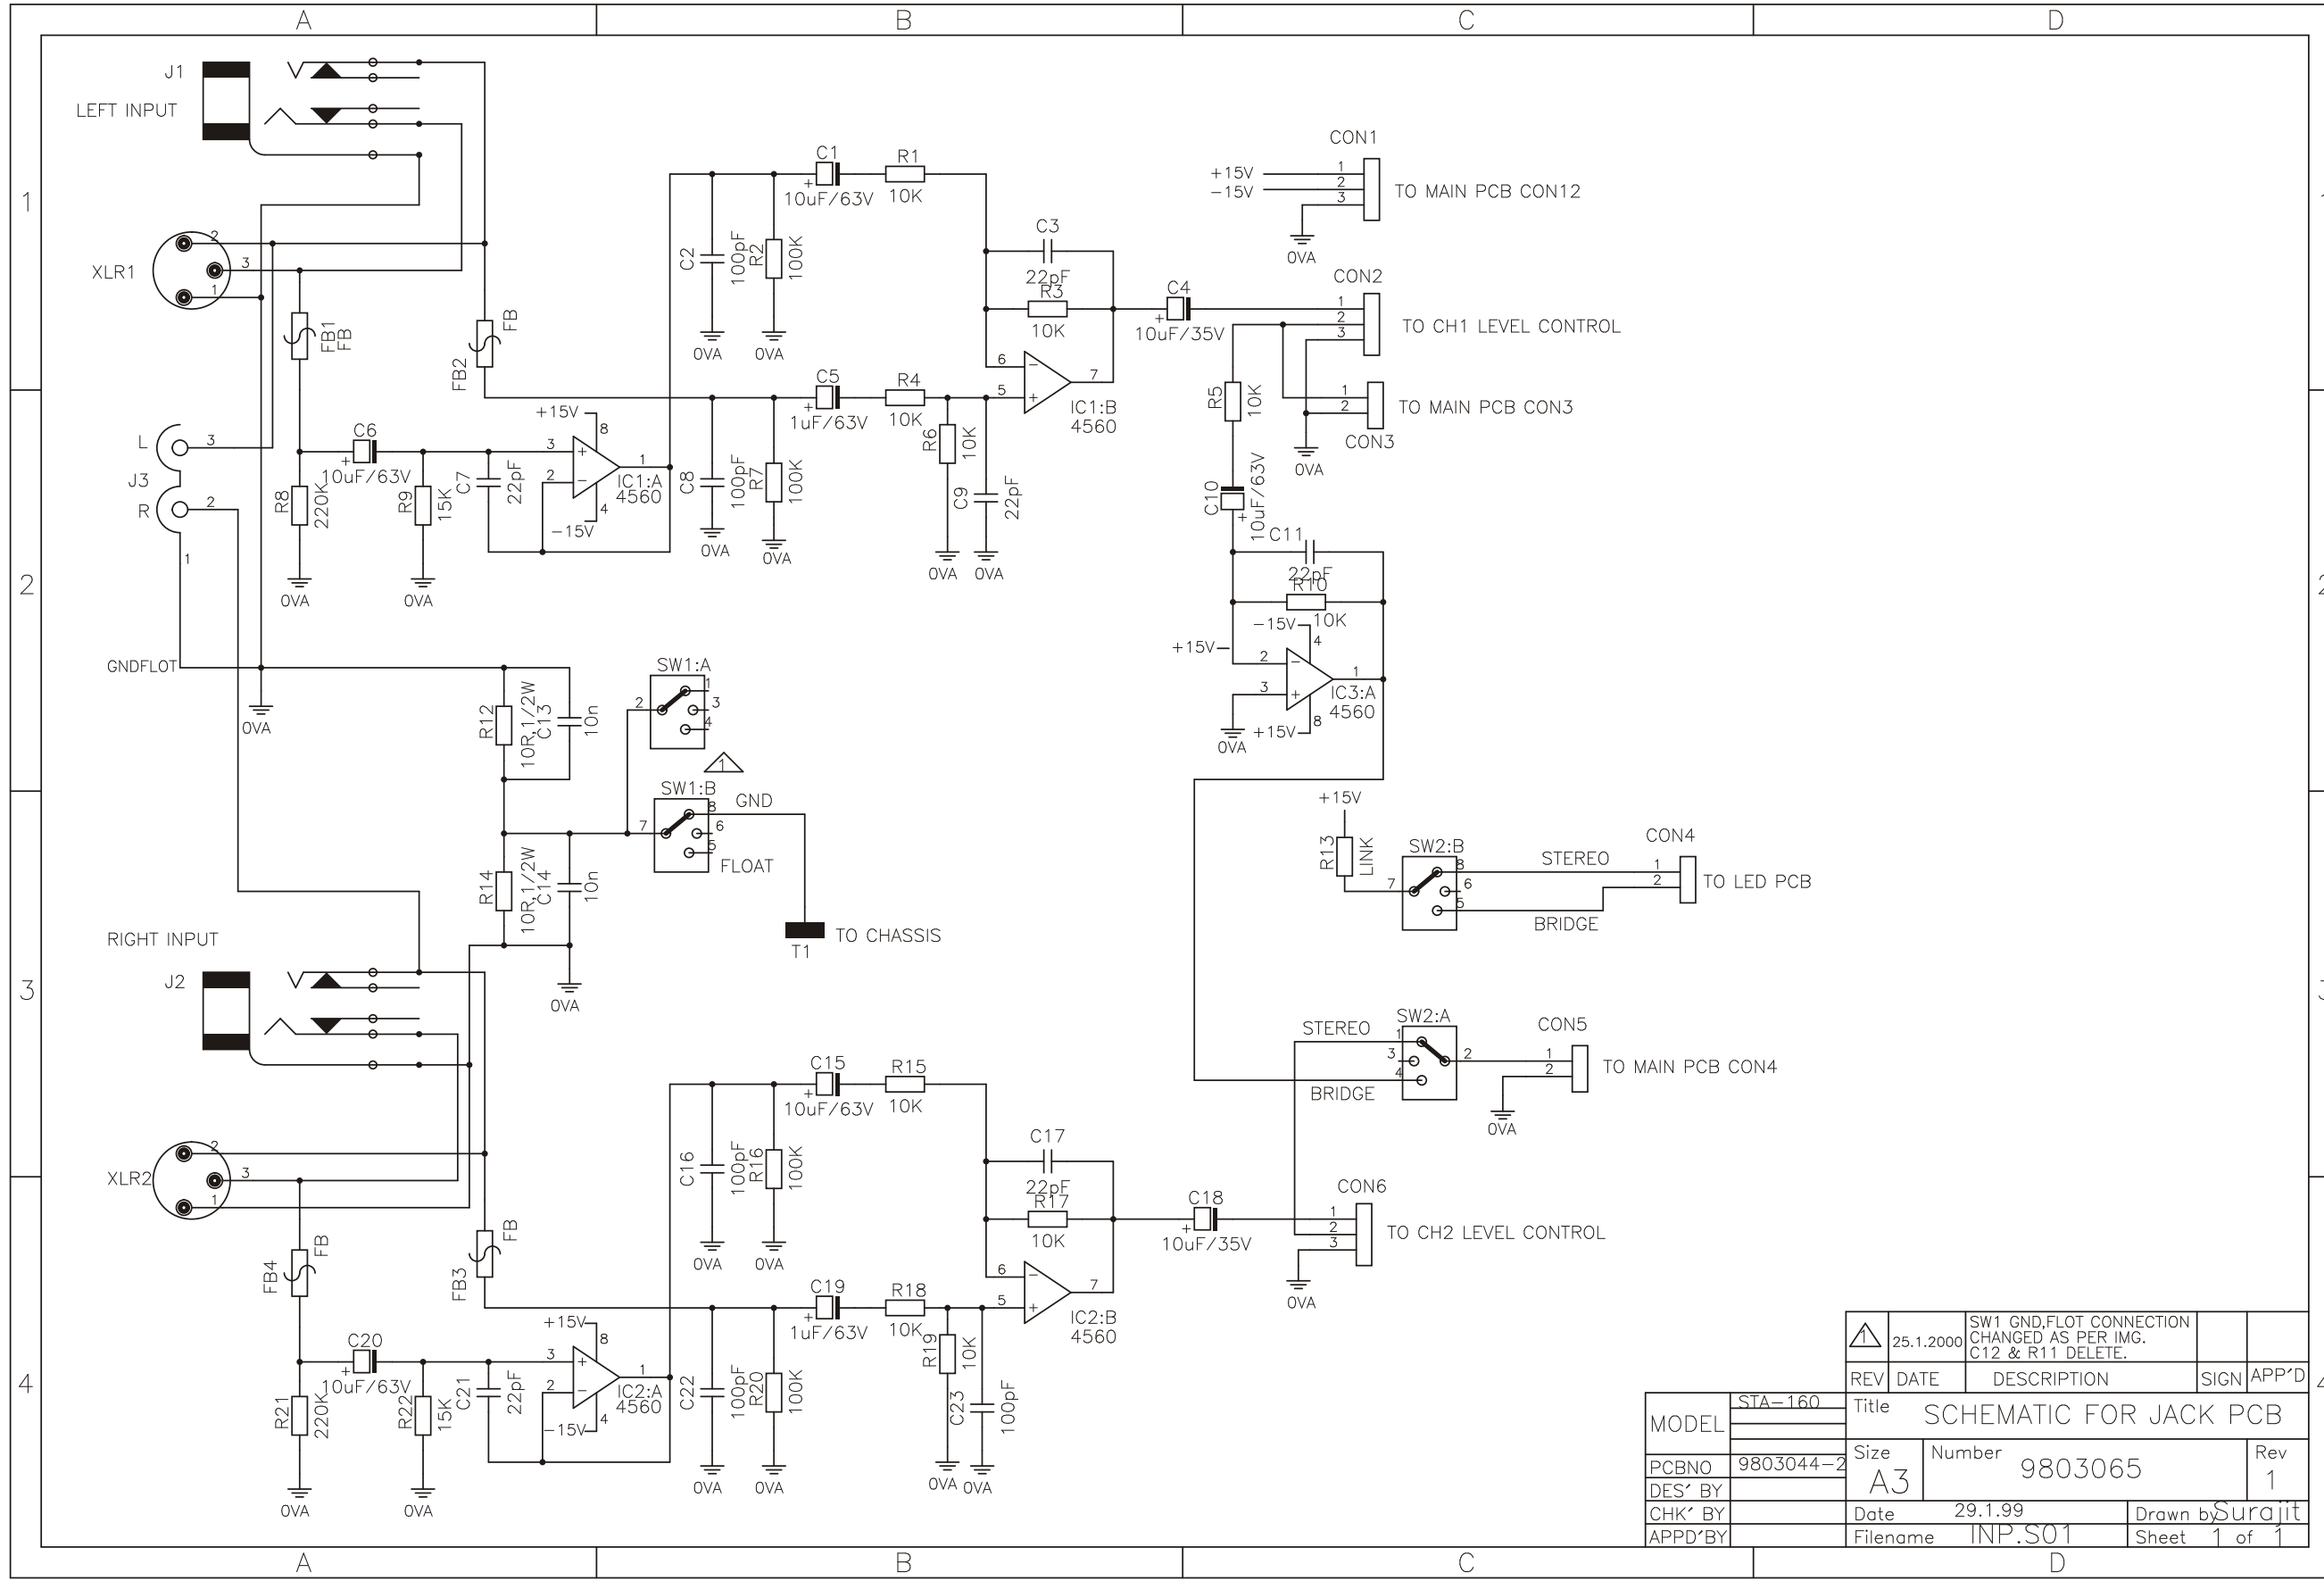 A
B
C
D
1
2
3
4
1
2
3
4
J1
LEFT INPUT
XLR1
2
3
1
FB1
FB
FB2
FB
L
J3
R
3
2
1
GNDFLOT
0VA
C6
+
10uF/63V
R8
220K
0VA
R9
15K
0VA
C7
22pF
+15V
8
3
2
1
4
-15V
IC1:A
4560
C1
+
10uF/63V
R1
10K
C2
100pF
0VA
R2
100K
0VA
C3
22pF
R3
10K
C5
+
1uF/63V
R4
10K
C8
100pF
0VA
R7
100K
0VA
R6
10K
0VA
C9
22pF
0VA
6
5
7
IC1:B
4560
C4
+
10uF/35V
CON1
+15V
-15V
1
2
3
TO MAIN PCB CON12
0VA
CON2
1
2
3
TO CH1 LEVEL CONTROL
1
2
TO MAIN PCB CON3
CON3
0VA
R5
10K
C10
10uF/63V
+
C11
22pF
R10
10K
-15V
4
+15V
2
3
1
IC3:A
4560
8
+15V
0VA
R12
10R,1/2W
C13
10n
SW1:A
2
1
3
4
1
SW1:B
7
8
6
5
GND
FLOAT
R14
10R,1/2W
C14
10n
0VA
T1
TO CHASSIS
+15V
R13
LINK
SW2:B
7
8
6
5
STEREO
BRIDGE
CON4
1
2
TO LED PCB
RIGHT INPUT
J2
XLR2
2
3
1
FB4
FB
FB3
FB
C20
+
10uF/63V
R21
220K
0VA
R22
15K
0VA
C21
22pF
+15V
8
3
2
1
4
-15V
IC2:A
4560
C15
+
10uF/63V
R15
10K
C16
100pF
0VA
R16
100K
0VA
C17
22pF
R17
10K
C19
+
1uF/63V
R18
10K
C22
100pF
0VA
R20
100K
0VA
R19
10K
0VA
C23
100pF
0VA
6
5
7
IC2:B
4560
C18
+
10uF/35V
STEREO
SW2:A
1
3
4
2
BRIDGE
CON5
1
2
TO MAIN PCB CON4
0VA
CON6
1
2
3
TO CH2 LEVEL CONTROL
0VA
1
25.1.2000
SW1 GND,FLOT CONNECTION
CHANGED AS PER IMG.
C12 & R11 DELETE.
REV DATE DESCRIPTION SIGN APP'D
MODEL
STA-160
Title
SCHEMATIC FOR JACK PCB
PCBNO 9803044-2
DES' BY
CHK' BY
APPD'BY
Size
A3
Number
9803065
Rev
1
Date 29.1.99
Drawn by Surajit
Filename INP.S01
Sheet 1 of 1
A
B
C
D